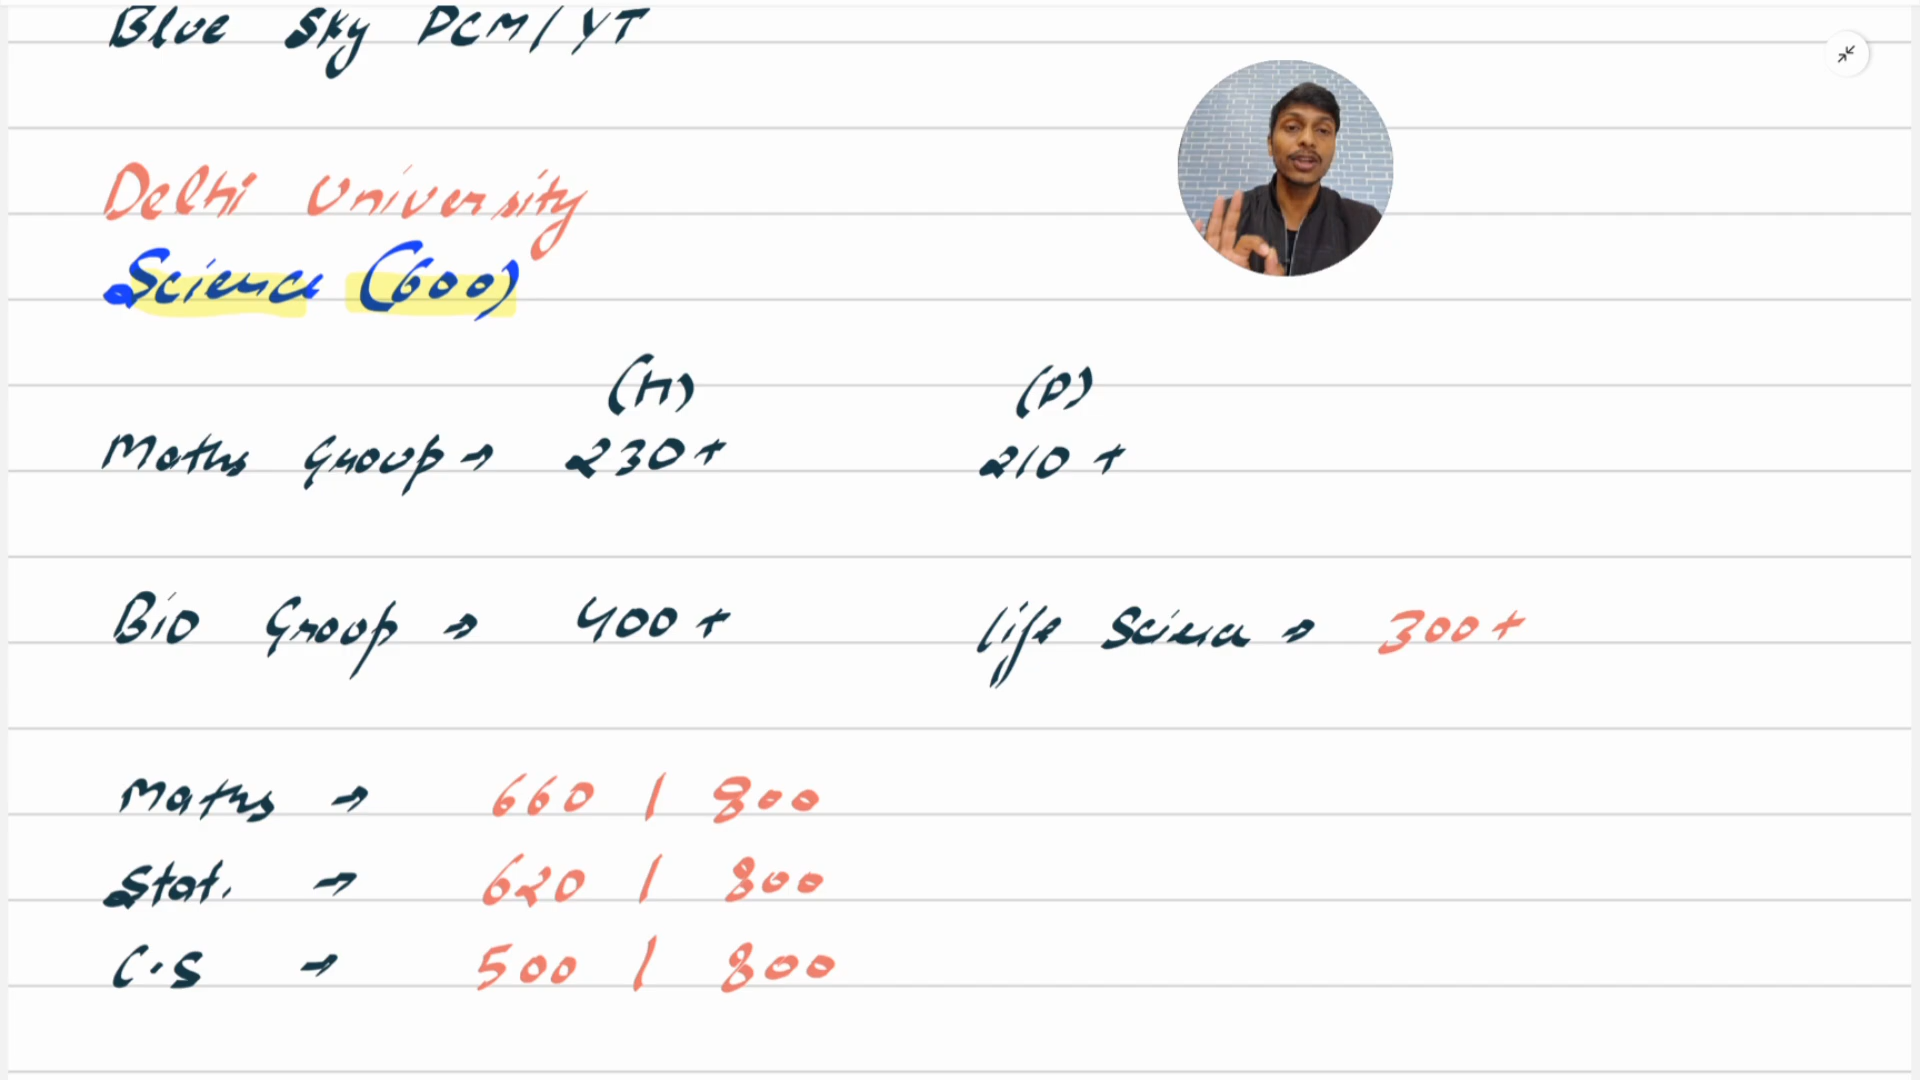 Blue Sky PCM/YT
Delhi University
Science (600)
(H) (P)
Maths Group → 230+ 210+
Bio Group → 400+ Life Science → 300+
Maths → 660 / 800
Stat. → 620 / 800
C.S → 500 / 800